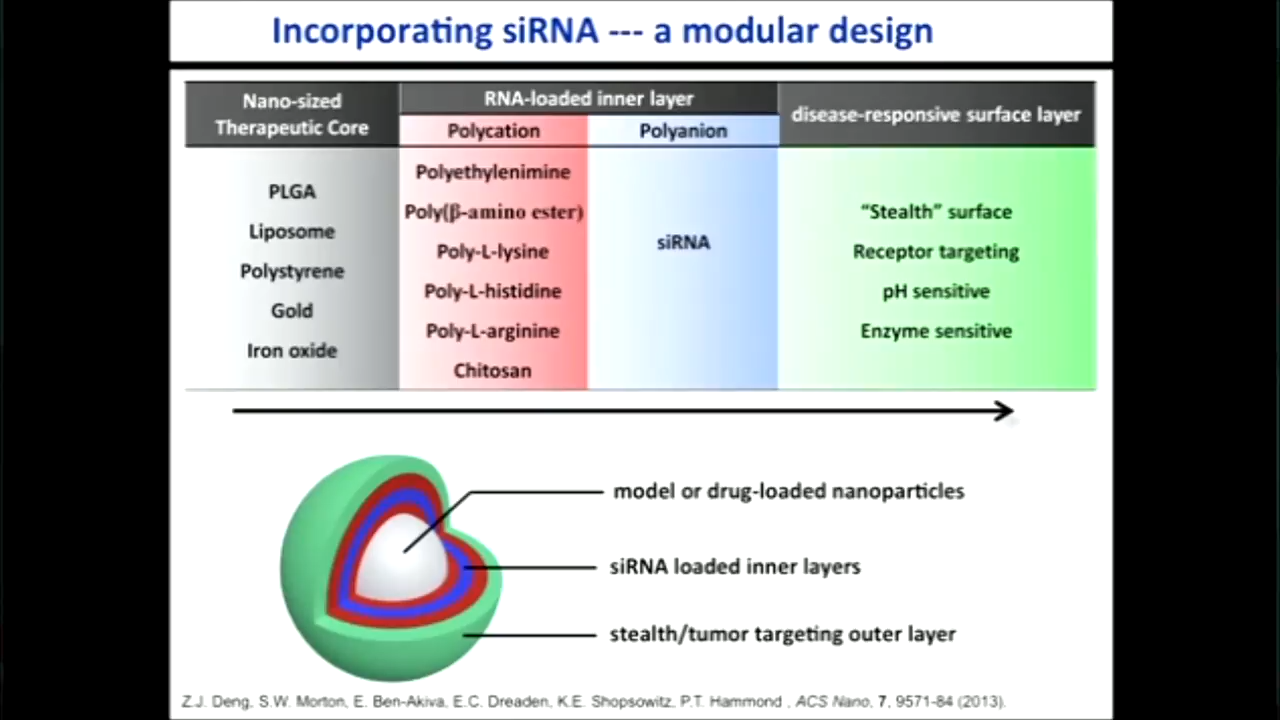 Incorporating siRNA --- a modular design
Nano-sized
Therapeutic Core
RNA-loaded inner layer
Polycation
Polyanion
disease-responsive surface layer
PLGA
Liposome
Polystyrene
Gold
Iron oxide
Polyethylenimine
Poly(β-amino ester)
Poly-L-lysine
Poly-L-histidine
Poly-L-arginine
Chitosan
siRNA
“Stealth” surface
Receptor targeting
pH sensitive
Enzyme sensitive
model or drug-loaded nanoparticles
siRNA loaded inner layers
stealth/tumor targeting outer layer
Z.J. Deng, S.W. Morton, E. Ben-Akiva, E.C. Dreaden, K.E. Shopsowitz, P.T. Hammond , ACS Nano, 7, 9571-84 (2013).